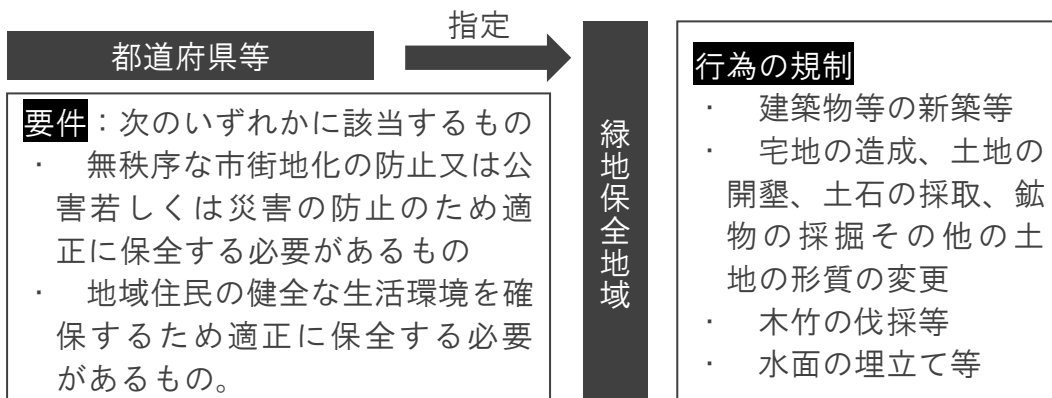 都道府県等
指定
要件：次のいずれかに該当するもの
・　無秩序な市街地化の防止又は公
害若しくは災害の防止のため適
正に保全する必要があるもの
・　地域住民の健全な生活環境を確
保するため適正に保全する必要
があるもの。
緑地保全地域
行為の規制
・　建築物等の新築等
・　宅地の造成、土地の
開墾、土石の採取、鉱
物の採掘その他の土
地の形質の変更
・　木竹の伐採等
・　水面の埋立て等